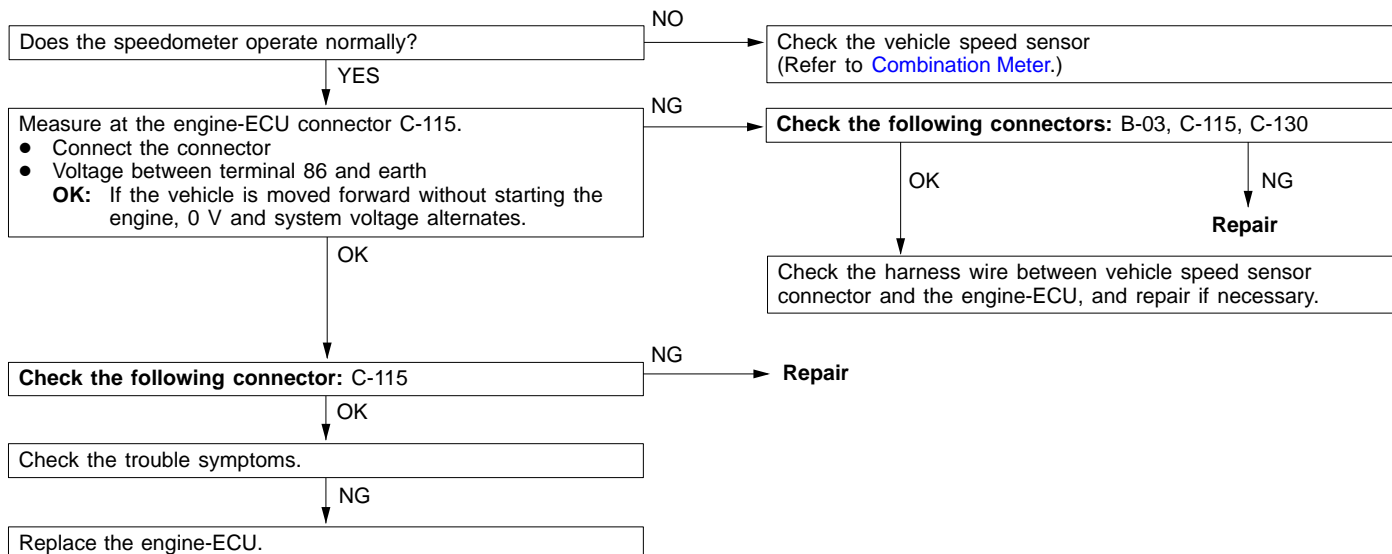 Does the speedometer operate normally?
NO
Check the vehicle speed sensor
(Refer to Combination Meter.)
YES
Measure at the engine-ECU connector C-115.
● Connect the connector
● Voltage between terminal 86 and earth
OK: If the vehicle is moved forward without starting the
engine, 0 V and system voltage alternates.
NG
Check the following connectors: B-03, C-115, C-130
OK
NG
Repair
Check the harness wire between vehicle speed sensor
connector and the engine-ECU, and repair if necessary.
OK
Check the following connector: C-115
NG
Repair
OK
Check the trouble symptoms.
NG
Replace the engine-ECU.